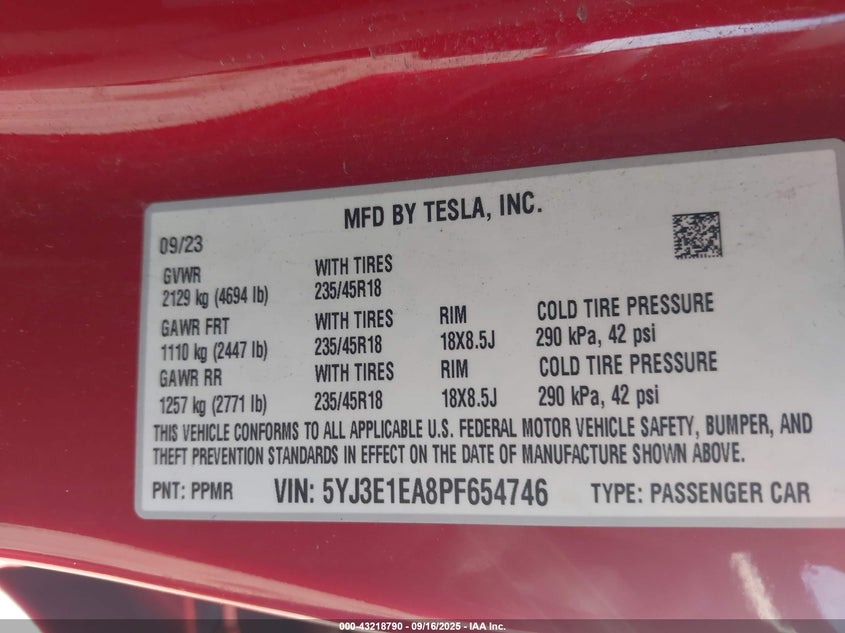 MFD BY TESLA, INC.
09/23
GVWR WITH TIRES
2129 kg (4694 lb) 235/45R18
GAWR FRT WITH TIRES RIM COLD TIRE PRESSURE
1110 kg (2447 lb) 235/45R18 18X8.5J 290 kPa, 42 psi
GAWR RR WITH TIRES RIM COLD TIRE PRESSURE
1257 kg (2771 lb) 235/45R18 18X8.5J 290 kPa, 42 psi
THIS VEHICLE CONFORMS TO ALL APPLICABLE U.S. FEDERAL MOTOR VEHICLE SAFETY, BUMPER, AND
THEFT PREVENTION STANDARDS IN EFFECT ON THE DATE OF MANUFACTURE SHOWN ABOVE.
PNT: PPMR VIN: 5YJ3E1EA8PF654746 TYPE: PASSENGER CAR
000-43218790 - 09/16/2025 - IAA Inc.